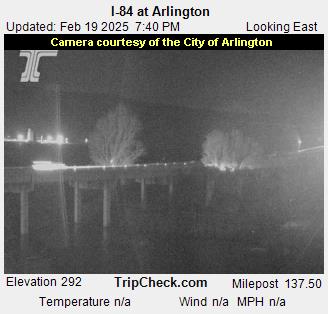 I-84 at Arlington
Updated: Feb 19 2025 7:40 PM Looking East
Camera courtesy of the City of Arlington
Elevation 292 TripCheck.com Milepost 137.50
Temperature n/a Wind n/a MPH n/a